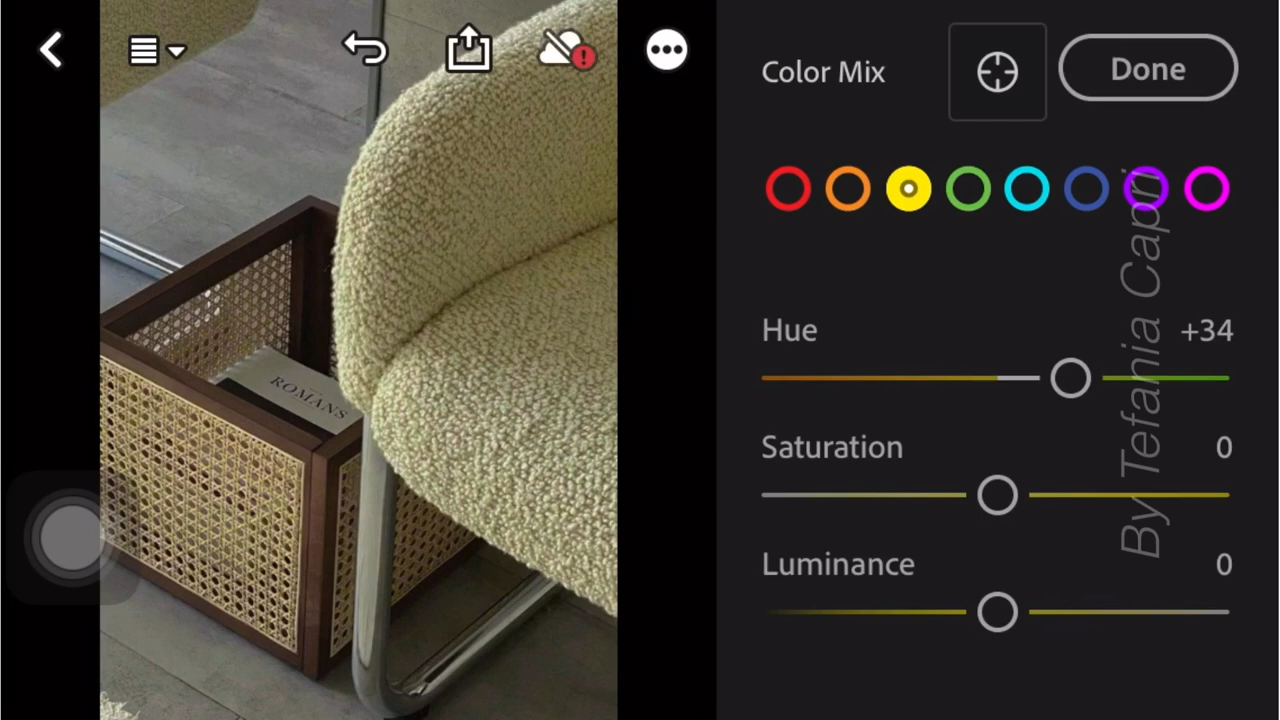 Color Mix
Done
Hue
+34
Saturation
0
Luminance
0
By Tefania Capri
ROMANS